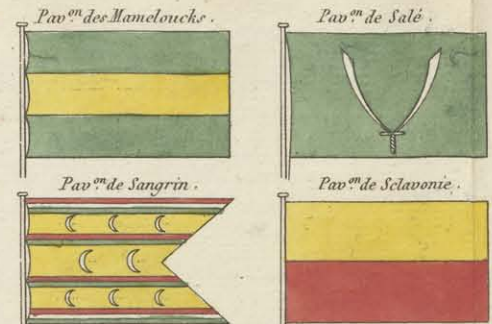 Pav.on des Mameloucks.
Pav.on de Salé.
Pav.on de Sangrin.
Pav.on de Sclavonie.